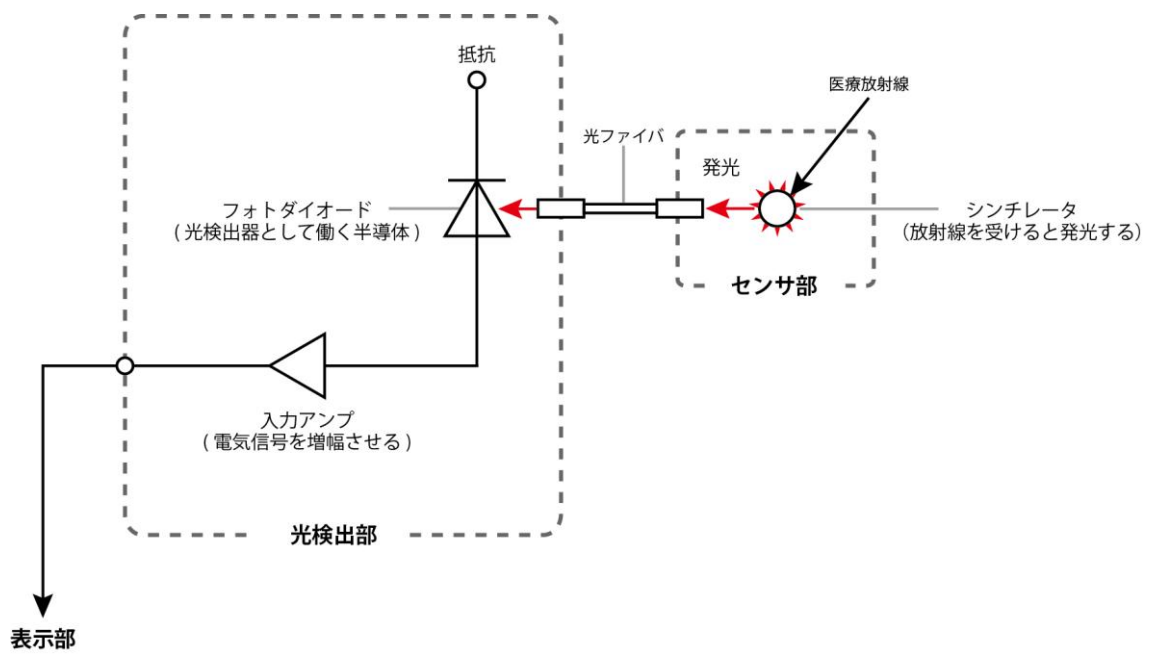 抵抗
医療放射線
光ファイバ
発光
フォトダイオード
( 光検出器として働く半導体 )
シンチレータ
（放射線を受けると発光する）
センサ部
入力アンプ
( 電気信号を増幅させる )
光検出部
表示部